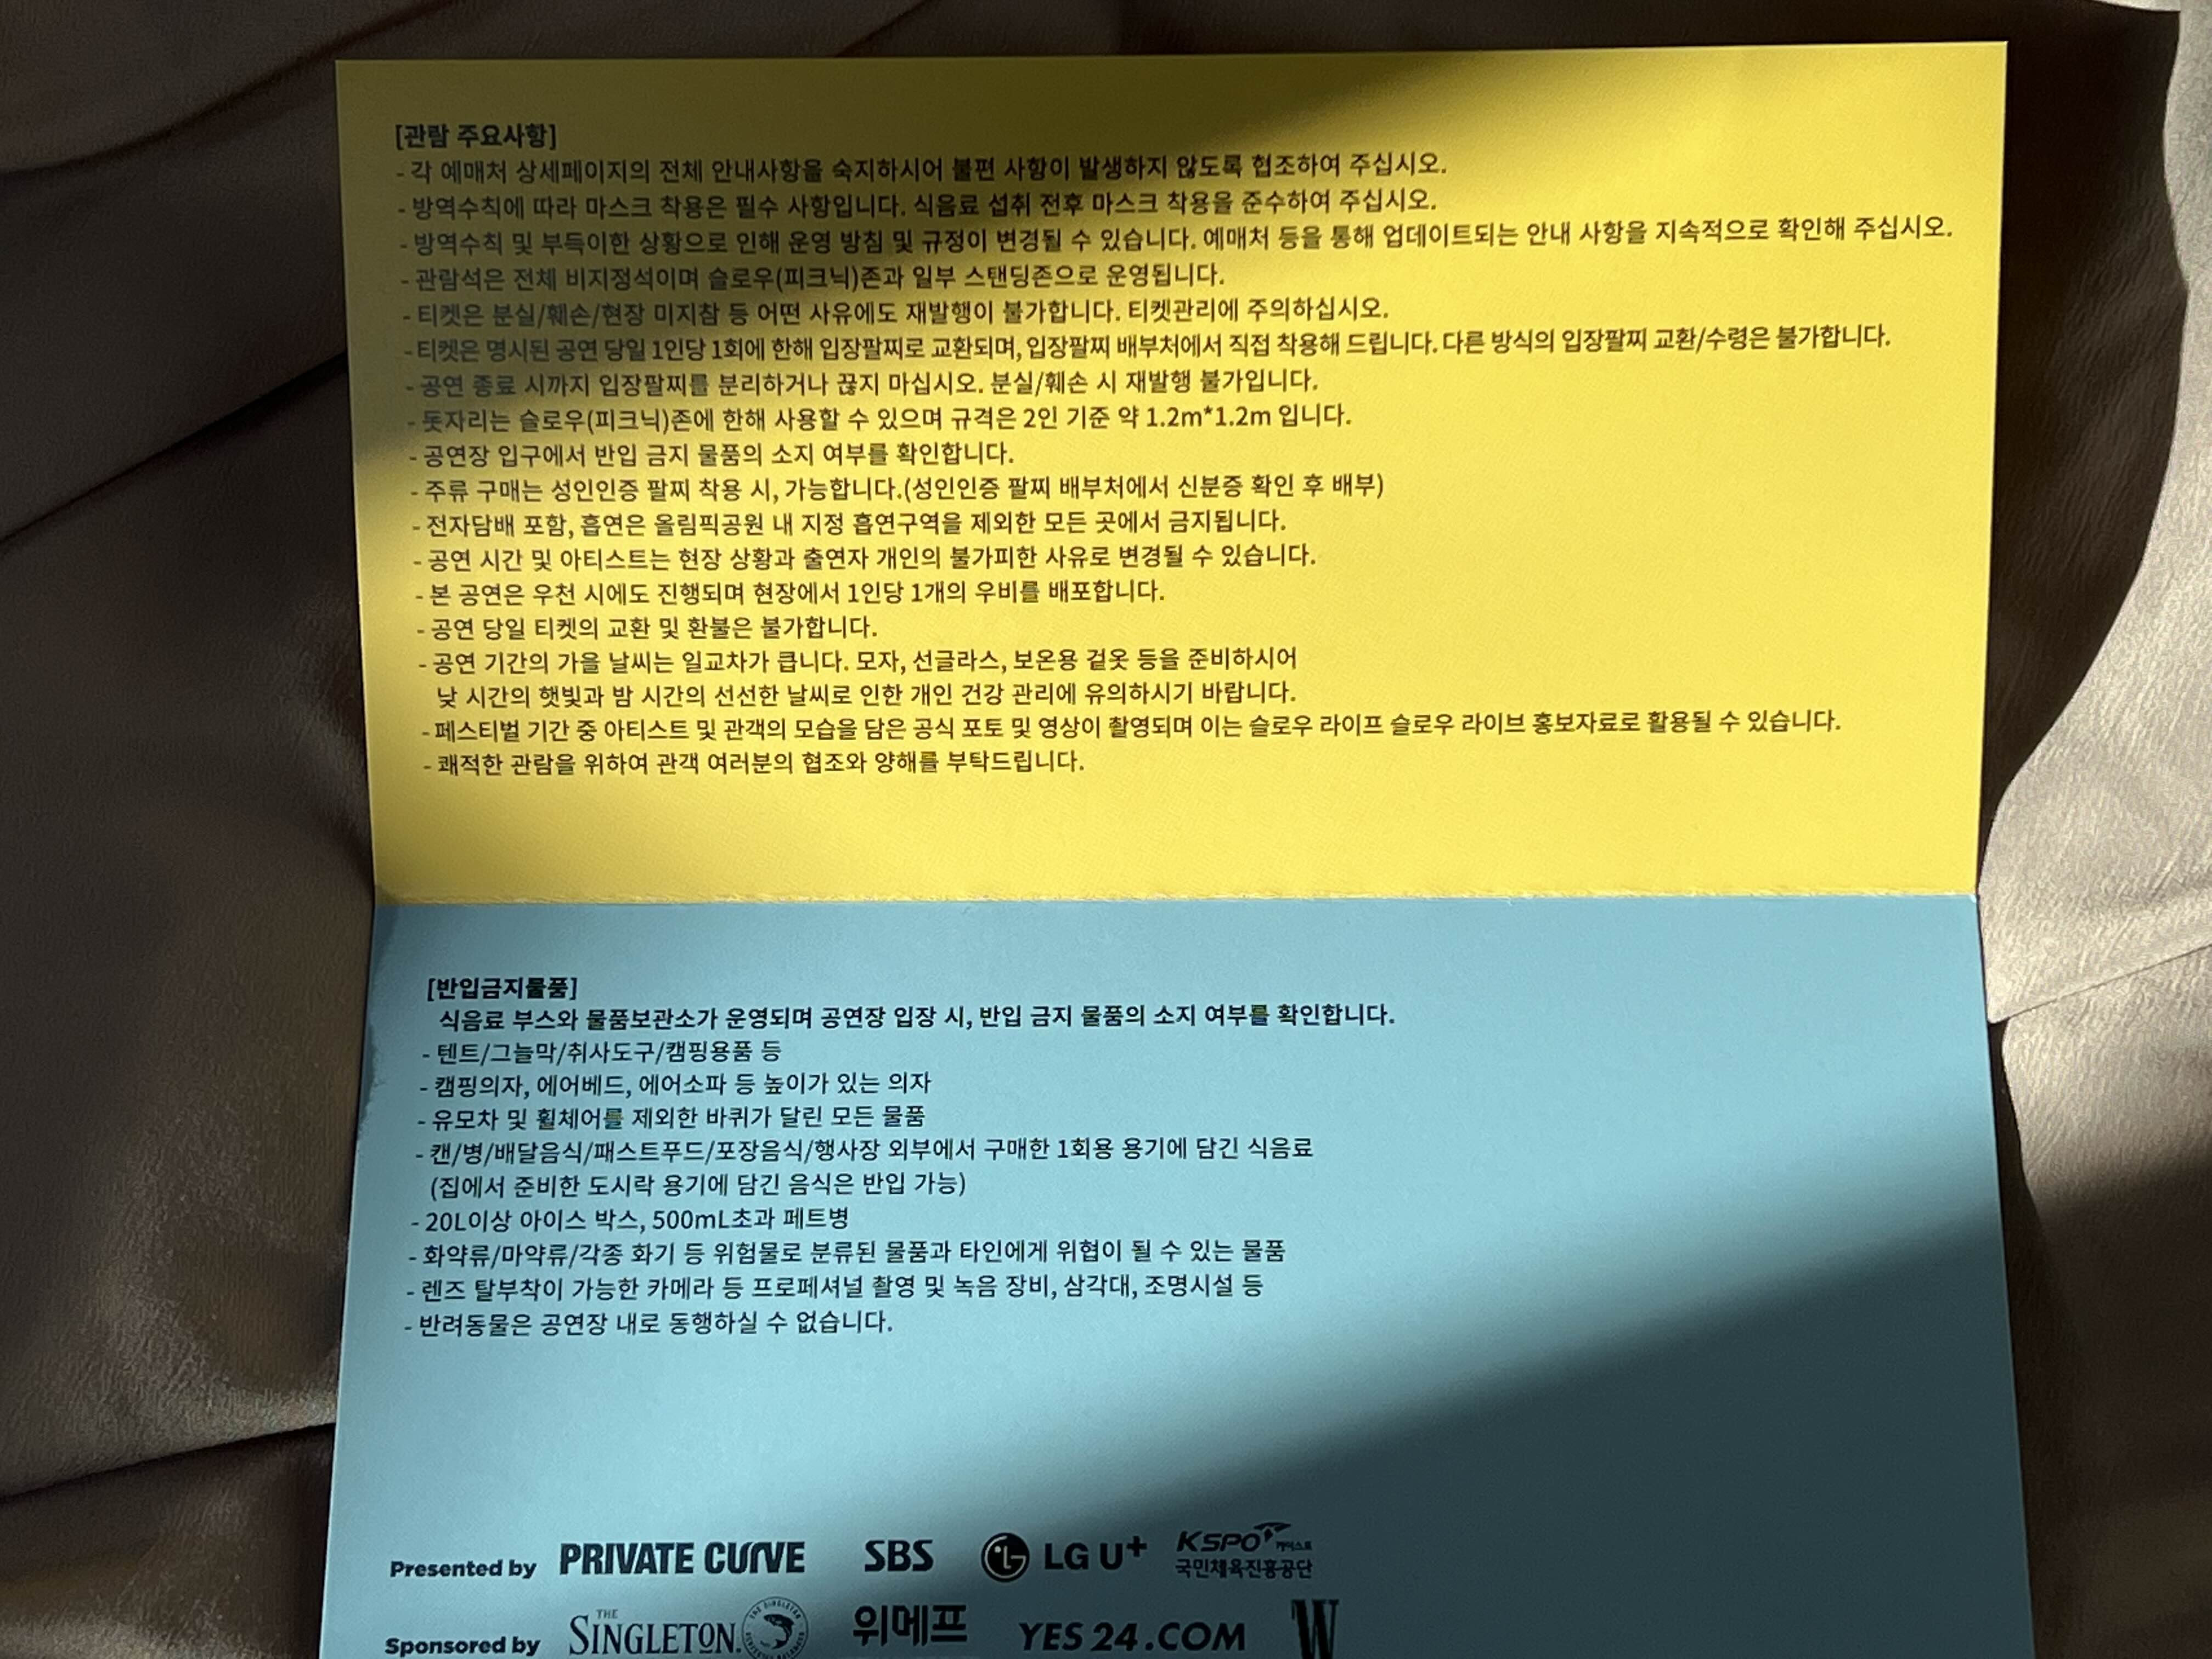 [관람 주요사항]
- 각 예매처 상세페이지의 전체 안내사항을 숙지하시어 불편 사항이 발생하지 않도록 협조하여 주십시오.
- 방역수칙에 따라 마스크 착용은 필수 사항입니다. 식음료 섭취 전후 마스크 착용을 준수하여 주십시오.
- 방역수칙 및 부득이한 상황으로 인해 운영 방침 및 규정이 변경될 수 있습니다. 예매처 등을 통해 업데이트되는 안내 사항을 지속적으로 확인해 주십시오.
- 관람석은 전체 비지정석이며 슬로우(피크닉)존과 일부 스탠딩존으로 운영됩니다.
- 티켓은 분실/훼손/현장 미지참 등 어떤 사유에도 재발행이 불가합니다. 티켓관리에 주의하십시오.
- 티켓은 명시된 공연 당일 1인당 1회에 한해 입장팔찌로 교환되며, 입장팔찌 배부처에서 직접 착용해 드립니다. 다른 방식의 입장팔찌 교환/수령은 불가합니다.
- 공연 종료 시까지 입장팔찌를 분리하거나 끊지 마십시오. 분실/훼손 시 재발행 불가입니다.
- 돗자리는 슬로우(피크닉)존에 한해 사용할 수 있으며 규격은 2인 기준 약 1.2m*1.2m 입니다.
- 공연장 입구에서 반입 금지 물품의 소지 여부를 확인합니다.
- 주류 구매는 성인인증 팔찌 착용 시, 가능합니다.(성인인증 팔찌 배부처에서 신분증 확인 후 배부)
- 전자담배 포함, 흡연은 올림픽공원 내 지정 흡연구역을 제외한 모든 곳에서 금지됩니다.
- 공연 시간 및 아티스트는 현장 상황과 출연자 개인의 불가피한 사유로 변경될 수 있습니다.
- 본 공연은 우천 시에도 진행되며 현장에서 1인당 1개의 우비를 배포합니다.
- 공연 당일 티켓의 교환 및 환불은 불가합니다.
- 공연 기간의 가을 날씨는 일교차가 큽니다. 모자, 선글라스, 보온용 겉옷 등을 준비하시어
낮 시간의 햇빛과 밤 시간의 선선한 날씨로 인한 개인 건강 관리에 유의하시기 바랍니다.
- 페스티벌 기간 중 아티스트 및 관객의 모습을 담은 공식 포토 및 영상이 촬영되며 이는 슬로우 라이프 슬로우 라이브 홍보자료로 활용될 수 있습니다.
- 쾌적한 관람을 위하여 관객 여러분의 협조와 양해를 부탁드립니다.
[반입금지물품]
식음료 부스와 물품보관소가 운영되며 공연장 입장 시, 반입 금지 물품의 소지 여부를 확인합니다.
- 텐트/그늘막/취사도구/캠핑용품 등
- 캠핑의자, 에어베드, 에어소파 등 높이가 있는 의자
- 유모차 및 휠체어를 제외한 바퀴가 달린 모든 물품
- 캔/병/배달음식/패스트푸드/포장음식/행사장 외부에서 구매한 1회용 용기에 담긴 식음료
(집에서 준비한 도시락 용기에 담긴 음식은 반입 가능)
- 20L이상 아이스 박스, 500mL초과 페트병
- 화약류/마약류/각종 화기 등 위험물로 분류된 물품과 타인에게 위협이 될 수 있는 물품
- 렌즈 탈부착이 가능한 카메라 등 프로페셔널 촬영 및 녹음 장비, 삼각대, 조명시설 등
- 반려동물은 공연장 내로 동행하실 수 없습니다.
Presented by PRIVATE CURVE SBS LG U+ KSPO 국민체육진흥공단
Sponsored by THE SINGLETON. 위메프 YES24.COM W